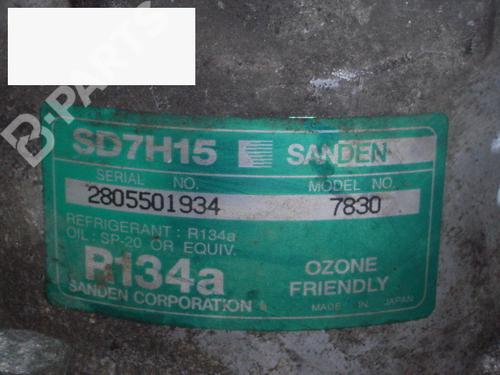 B-PARTS
SD7H15 SANDEN
SERIAL NO. MODEL NO.
2805501934 7830
REFRIGERANT : R134a
OIL : SP-20 OR EQUIV.
R134a
OZONE
FRIENDLY
SANDEN CORPORATION
MADE IN JAPAN